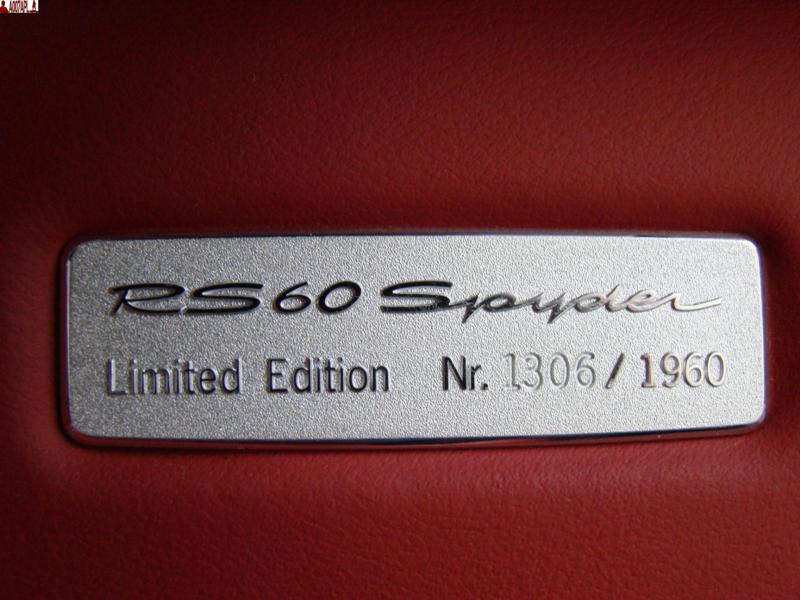 RS60 Spyder
Limited Edition Nr. 1306 / 1960